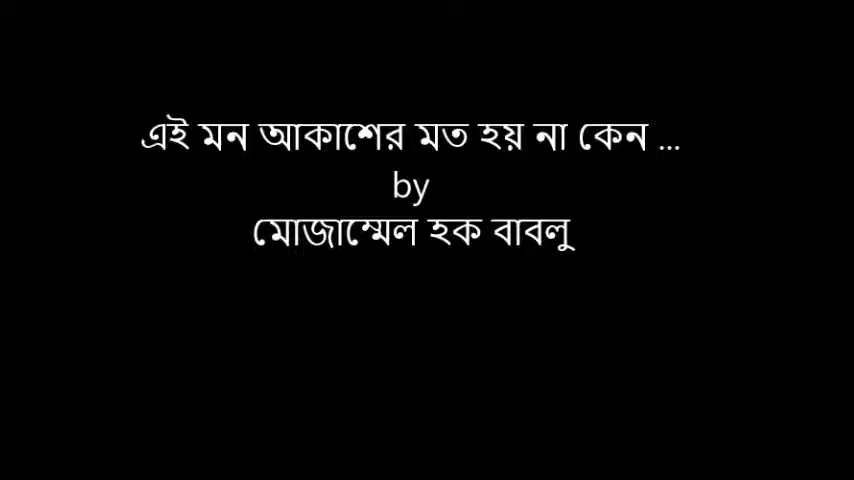 এই মন আকাশের মত হয় না কেন ...
by
মোজাম্মেল হক বাবলু